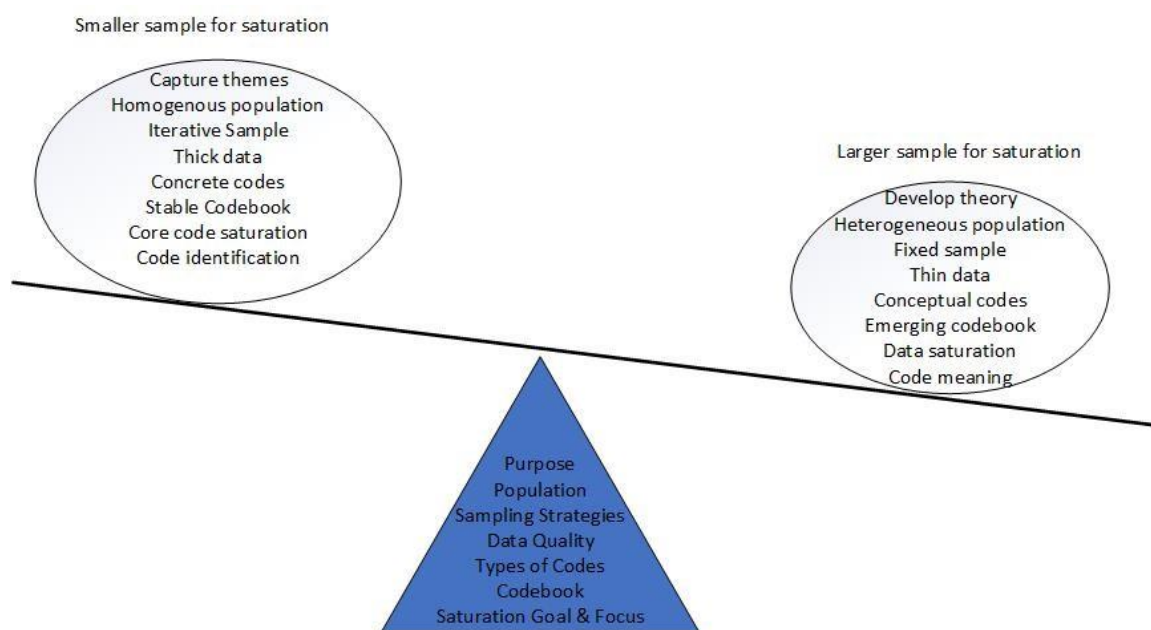 Smaller sample for saturation
Capture themes
Homogenous population
Iterative Sample
Thick data
Concrete codes
Stable Codebook
Core code saturation
Code identification
Larger sample for saturation
Develop theory
Heterogeneous population
Fixed sample
Thin data
Conceptual codes
Emerging codebook
Data saturation
Code meaning
Purpose
Population
Sampling Strategies
Data Quality
Types of Codes
Codebook
Saturation Goal & Focus